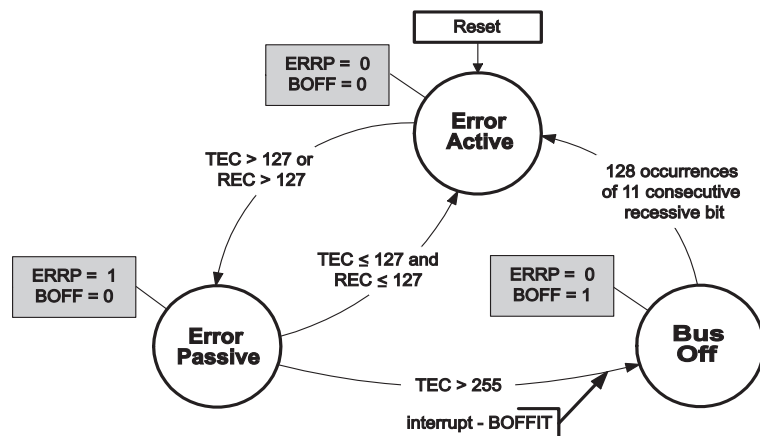 Reset
ERRP = 0
BOFF = 0
Error
Active
TEC > 127 or
REC > 127
128 occurrences
of 11 consecutive
recessive bit
TEC ≤ 127 and
REC ≤ 127
ERRP = 1
BOFF = 0
ERRP = 0
BOFF = 1
Error
Passive
Bus
Off
TEC > 255
interrupt - BOFFIT